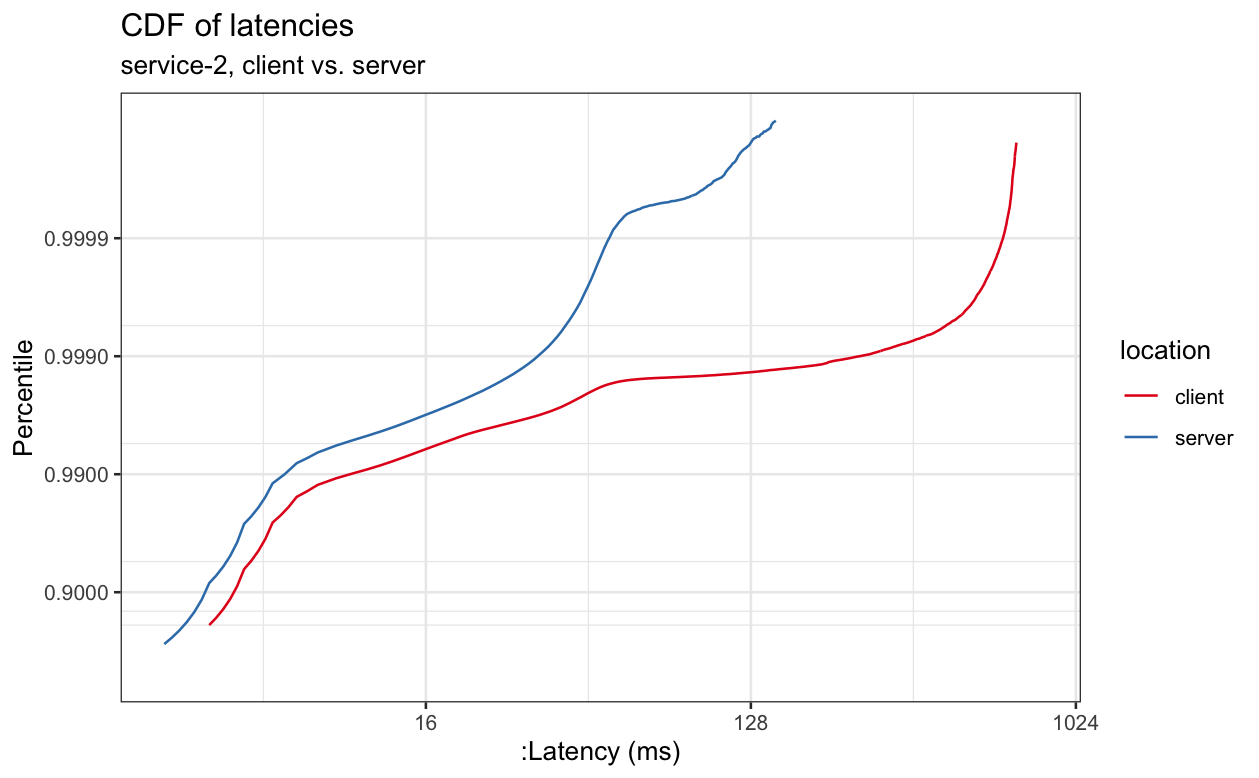 CDF of latencies
service-2, client vs. server
Percentile
0.9999
0.9990
0.9900
0.9000
16
128
1024
:Latency (ms)
location
client
server